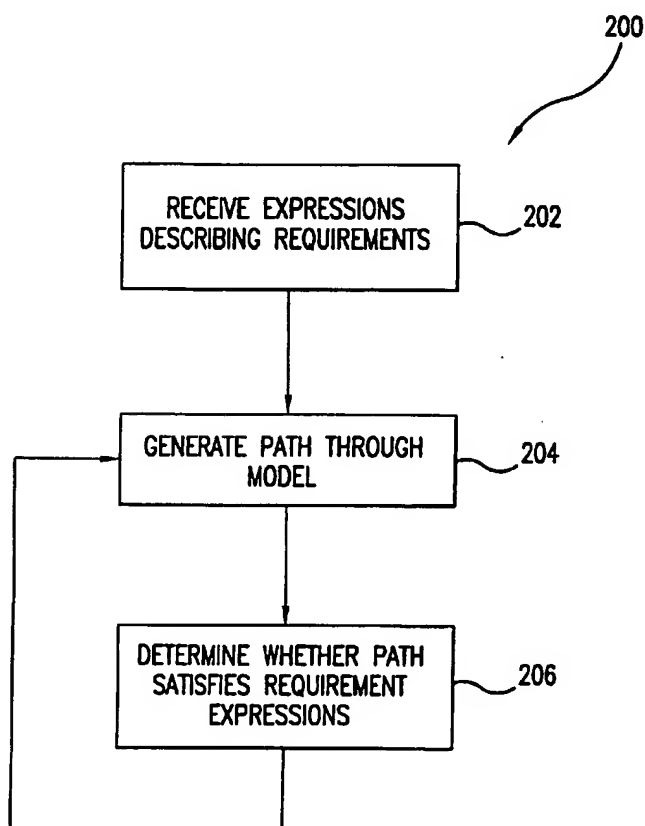 200
RECEIVE EXPRESSIONS
DESCRIBING REQUIREMENTS
202
GENERATE PATH THROUGH
MODEL
204
DETERMINE WHETHER PATH
SATISFIES REQUIREMENT
EXPRESSIONS
206